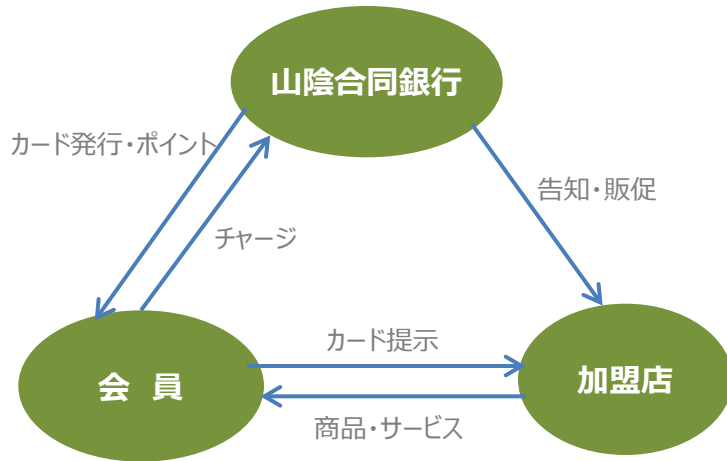 山陰合同銀行
カード発行・ポイント
告知・販促
チャージ
カード提示
会 員
加盟店
商品・サービス